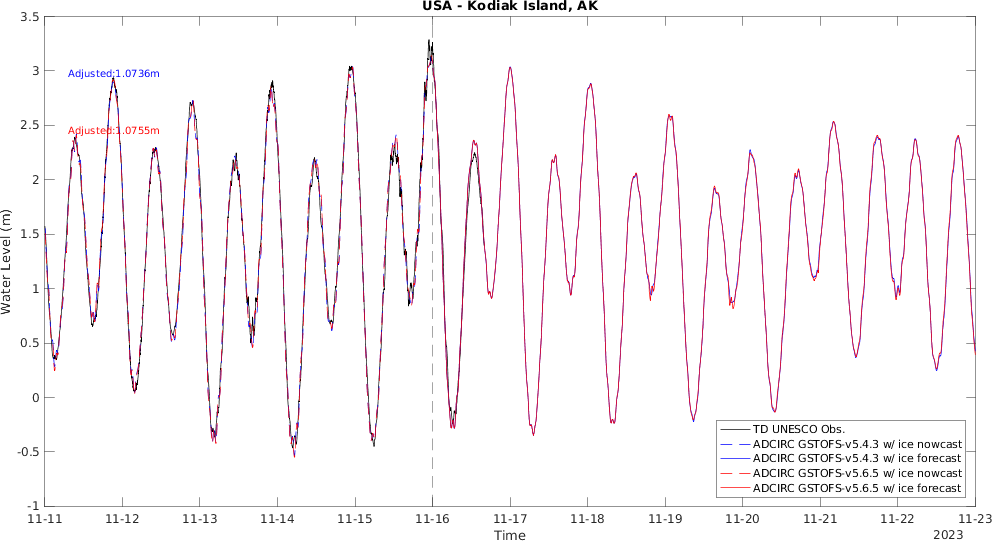 USA - Kodiak Island, AK
3.5
3
2.5
2
1.5
1
0.5
0
-0.5
-1
Water Level (m)
Adjusted:1.0736m
Adjusted:1.0755m
TD UNESCO Obs.
ADCIRC GSTOFS-v5.4.3 w/ ice nowcast
ADCIRC GSTOFS-v5.4.3 w/ ice forecast
ADCIRC GSTOFS-v5.6.5 w/ ice nowcast
ADCIRC GSTOFS-v5.6.5 w/ ice forecast
11-11 11-12 11-13 11-14 11-15 11-16 11-17 11-18 11-19 11-20 11-21 11-22 11-23
Time
2023